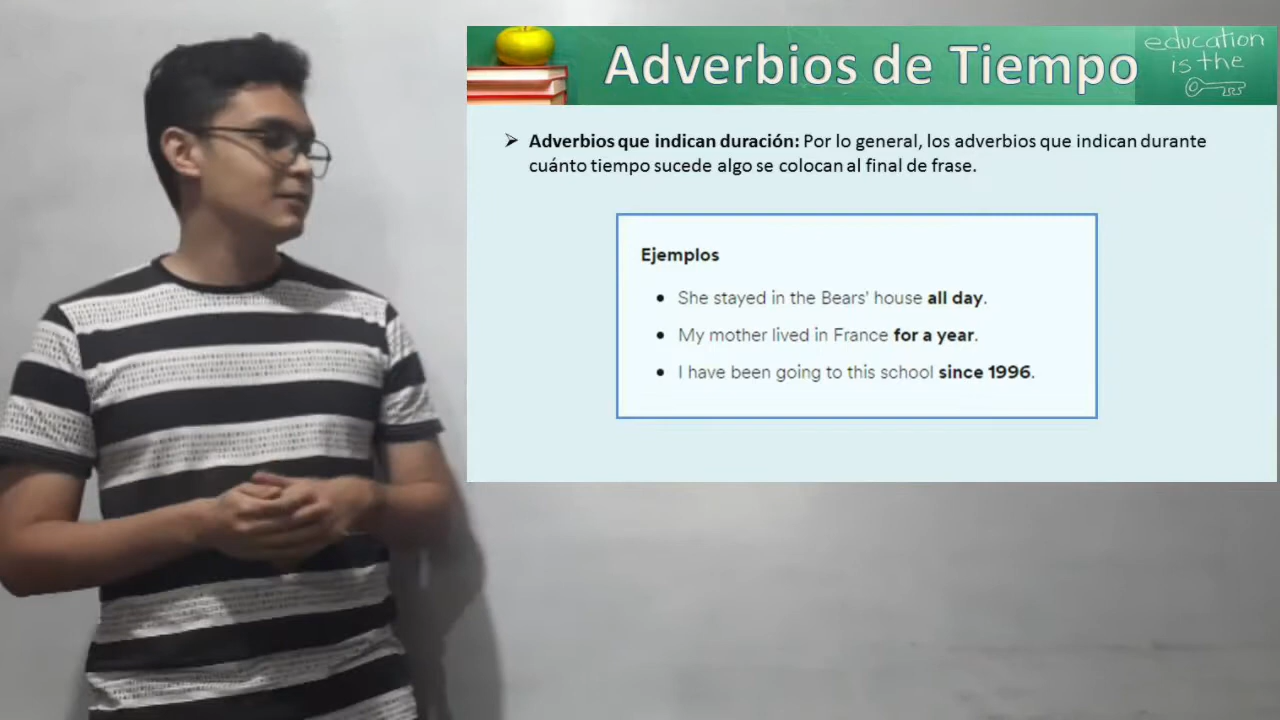 Adverbios de Tiempo
education
is the
Adverbios que indican duración: Por lo general, los adverbios que indican durante
cuánto tiempo sucede algo se colocan al final de frase.
Ejemplos
• She stayed in the Bears' house all day.
• My mother lived in France for a year.
• I have been going to this school since 1996.